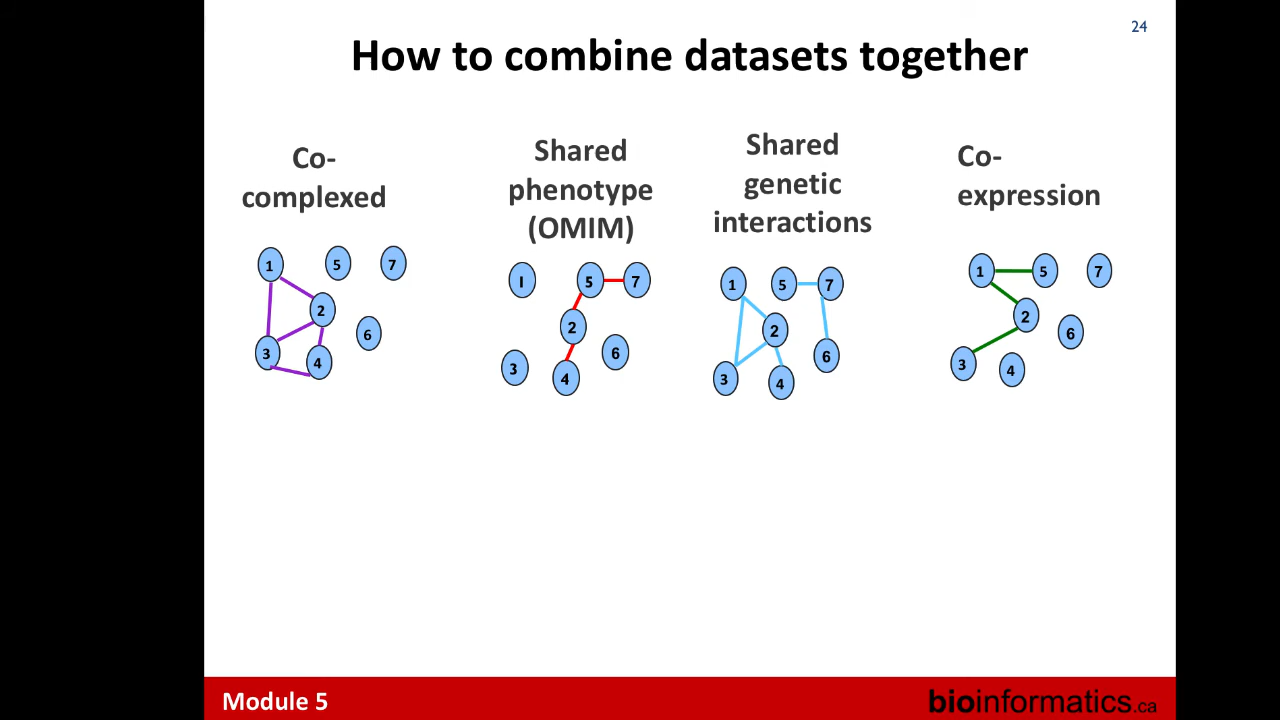 24
How to combine datasets together
Co-
complexed
Shared
phenotype
(OMIM)
Shared
genetic
interactions
Co-
expression
1
5
7
2
6
3
4
I
5
7
2
6
3
4
1
5
7
2
6
3
4
1
5
7
2
6
3
4
Module 5
bioinformatics.ca